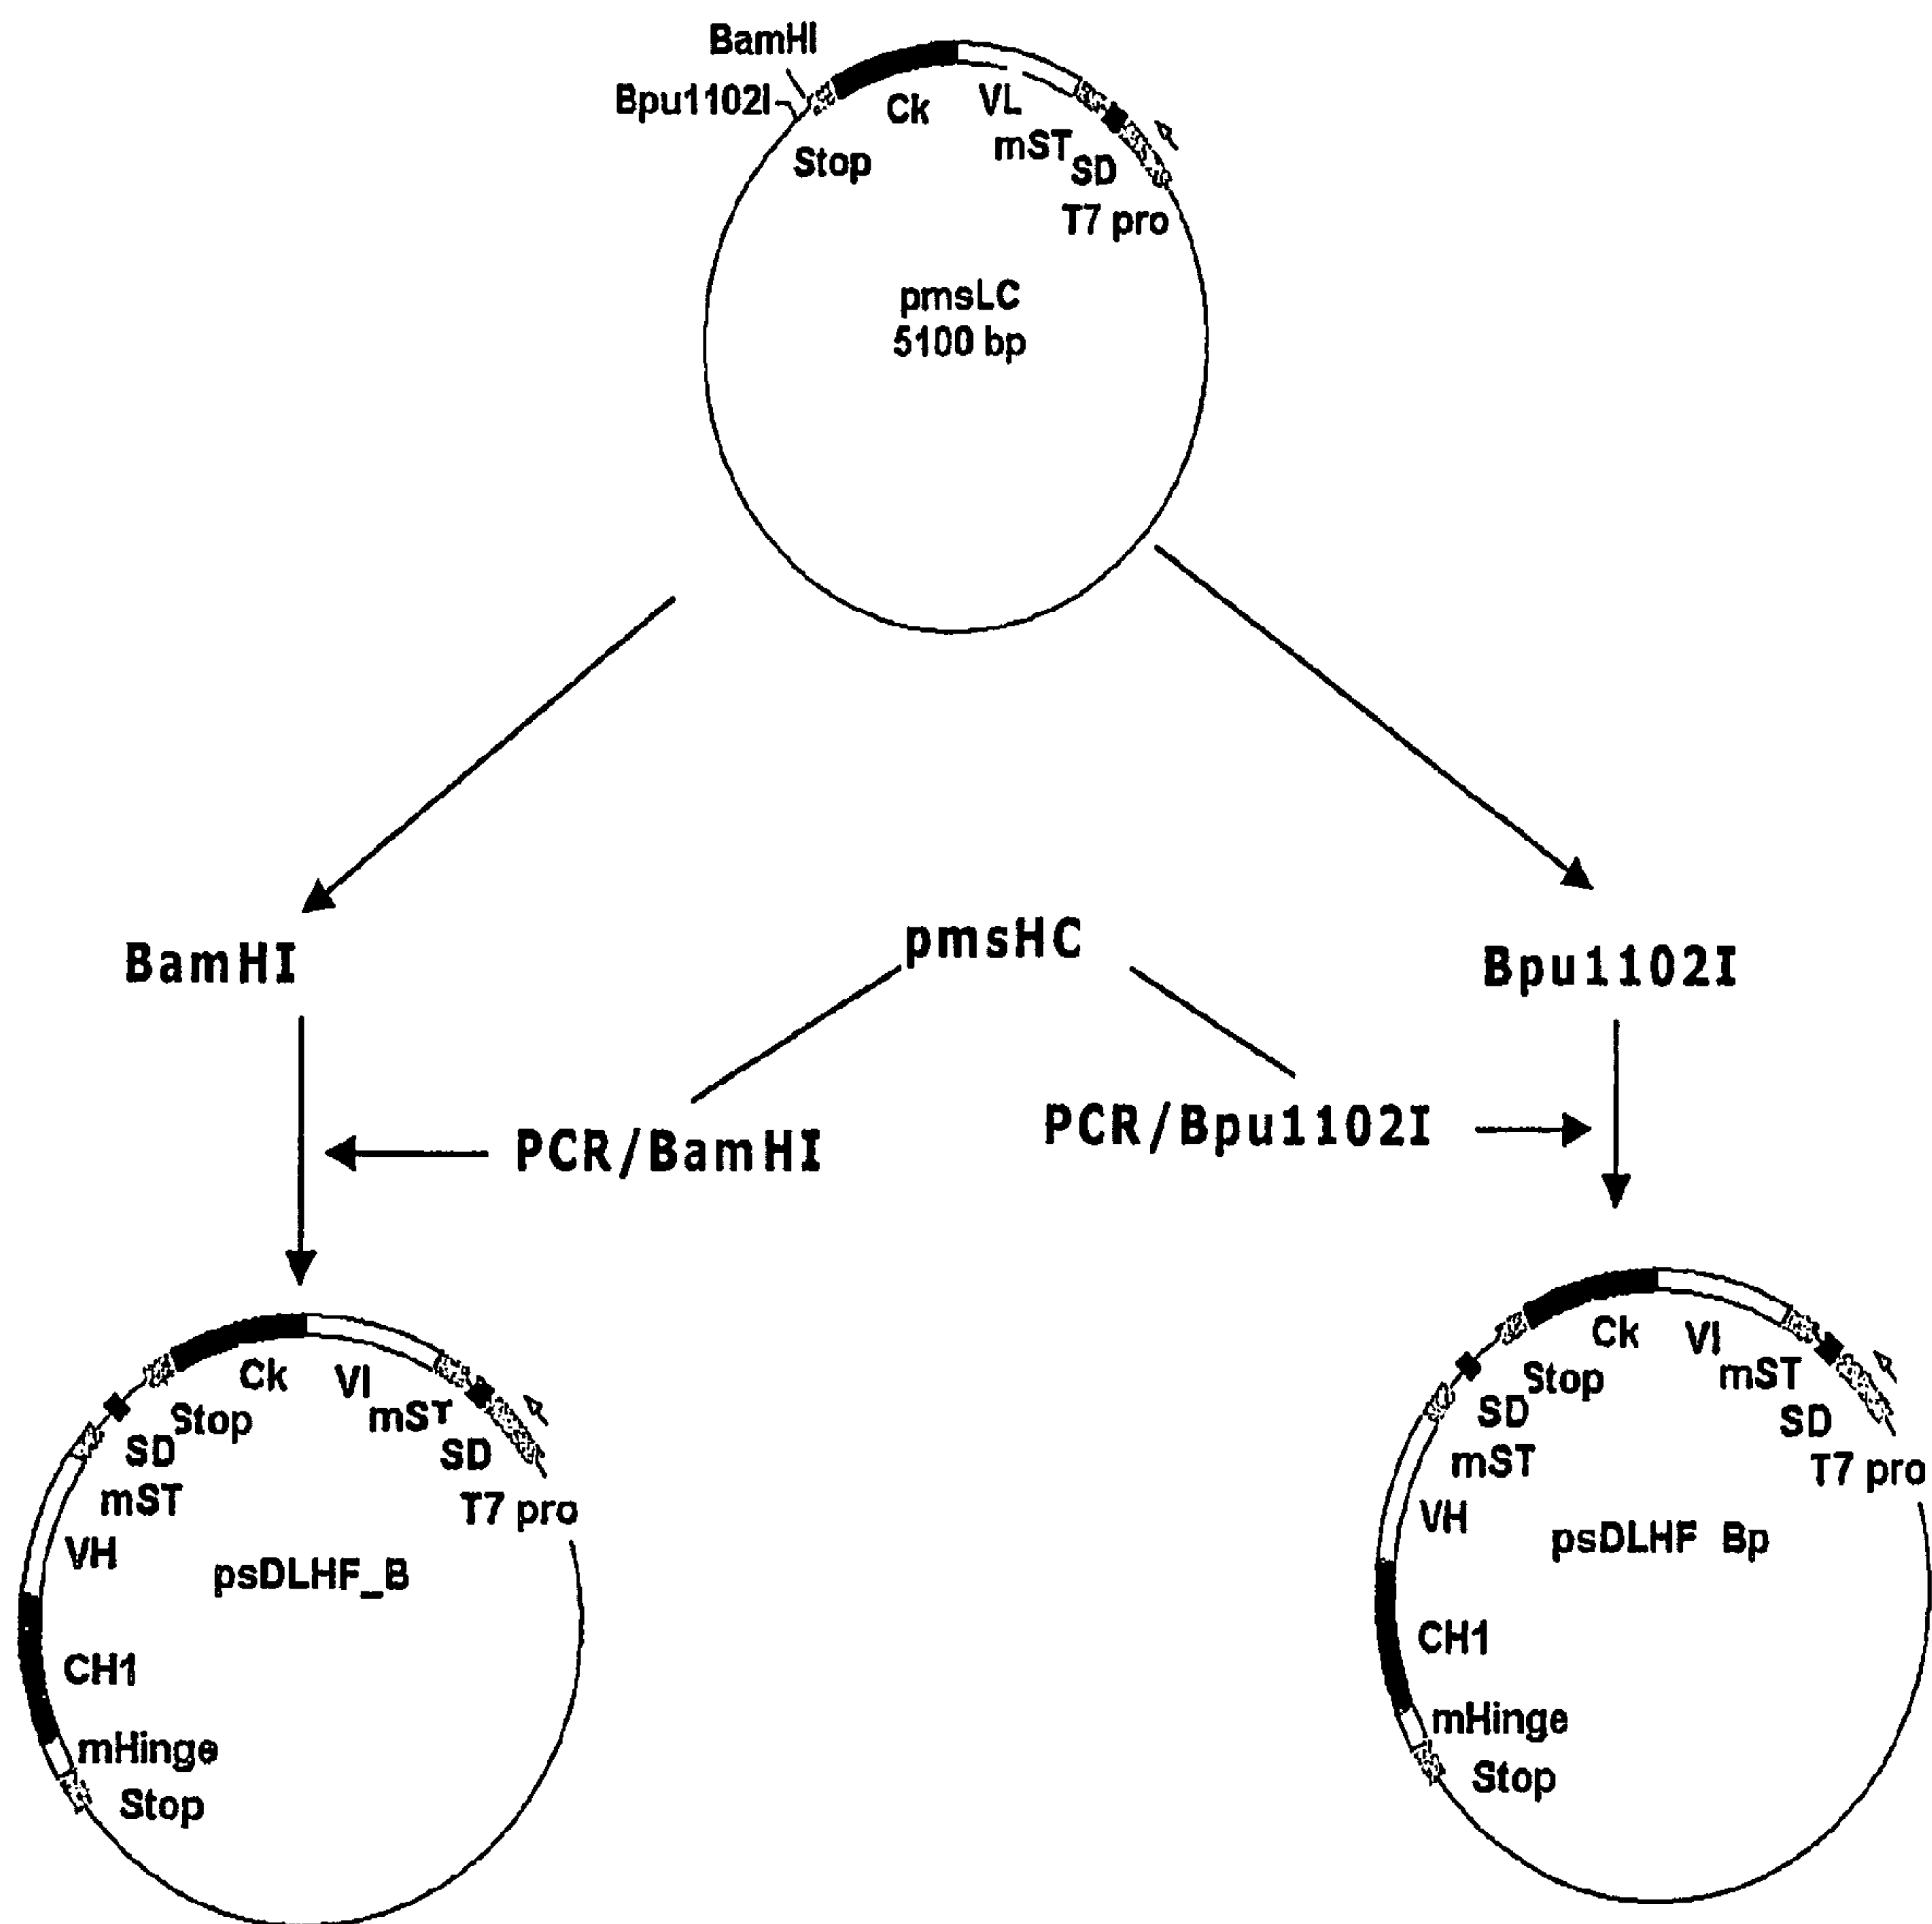 BamHI
Bpu1102I
Ck
VL
mST
SD
Stop
T7 pro
pmsLC
5100 bp
BamHI
pmsHC
Bpu1102I
PCR/BamHI
PCR/Bpu1102I
Ck
Vl
mST
SD
T7 pro
Stop
SD
mST
VH
psDLHF_B
CH1
mHinge
Stop
Ck
Vl
mST
SD
T7 pro
Stop
SD
mST
VH
psDLHF Bp
CH1
mHinge
Stop